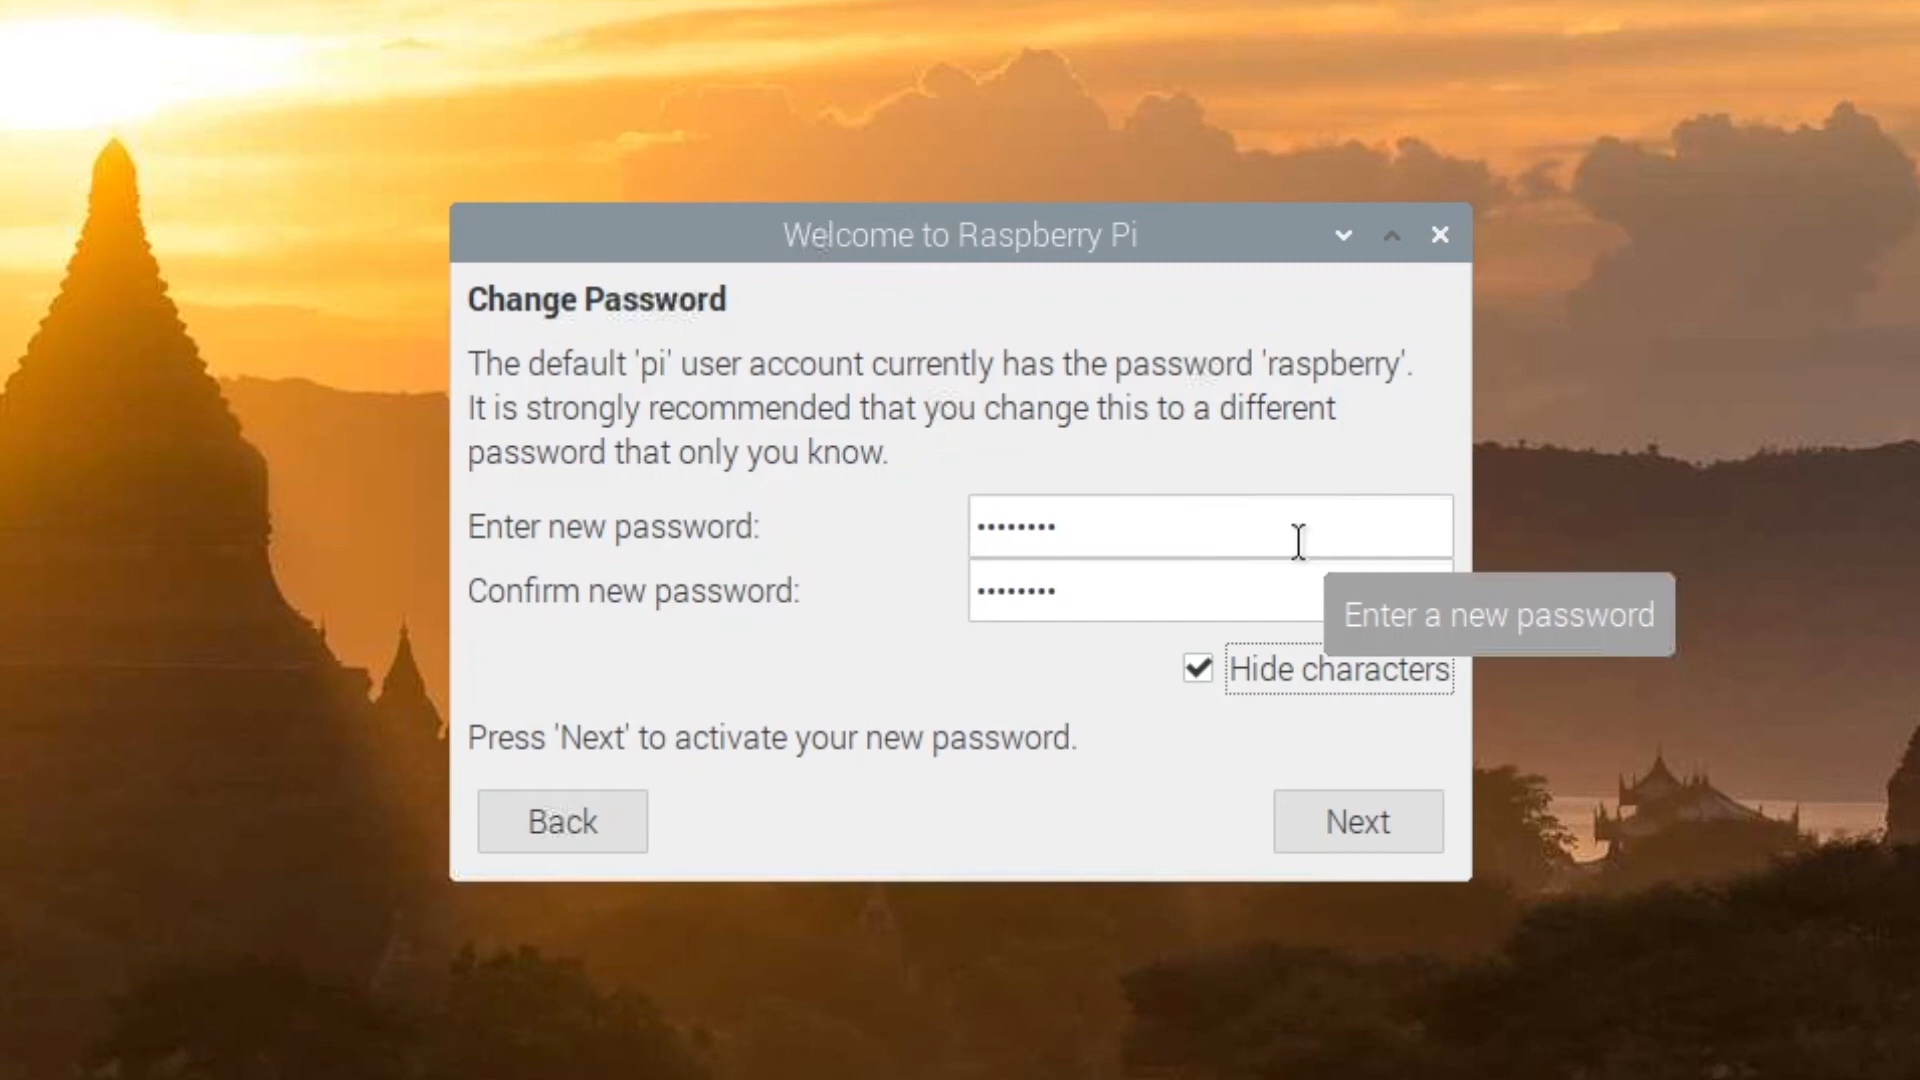 Welcome to Raspberry Pi
Change Password
The default 'pi' user account currently has the password 'raspberry'.
It is strongly recommended that you change this to a different
password that only you know.
Enter new password: ••••••••
Confirm new password: ••••••••
Enter a new password
Hide characters
Press 'Next' to activate your new password.
Back
Next